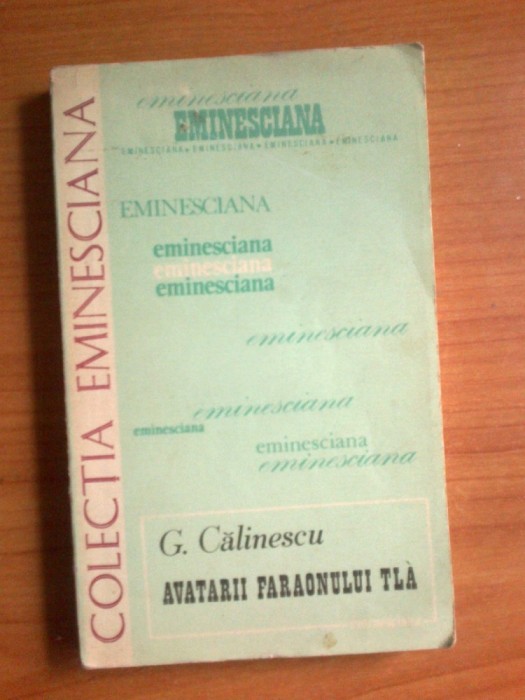 COLECȚIA EMINESCIANA
eminesciana
EMINESCIANA
EMINESCIANA • EMINESCIANA • EMINESCIANA • EMINESCIANA
EMINESCIANA
eminesciana
eminesciana
eminesciana
eminesciana
eminesciana
eminesciana
eminesciana
eminesciana
G. Călinescu
AVATARII FARAONULUI TLÀ